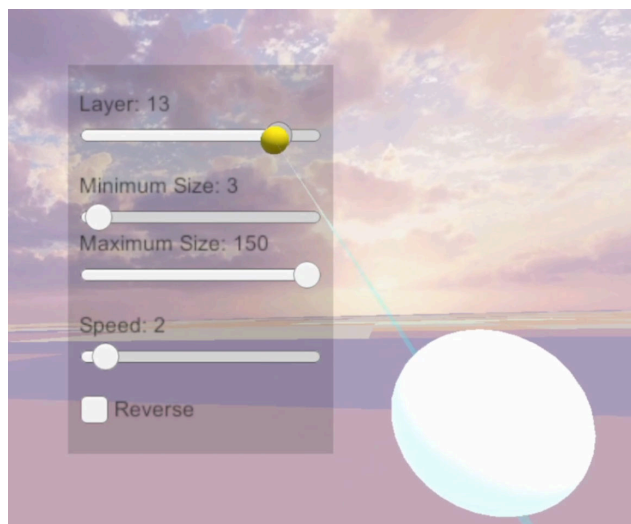 Layer: 13
Minimum Size: 3
Maximum Size: 150
Speed: 2
Reverse